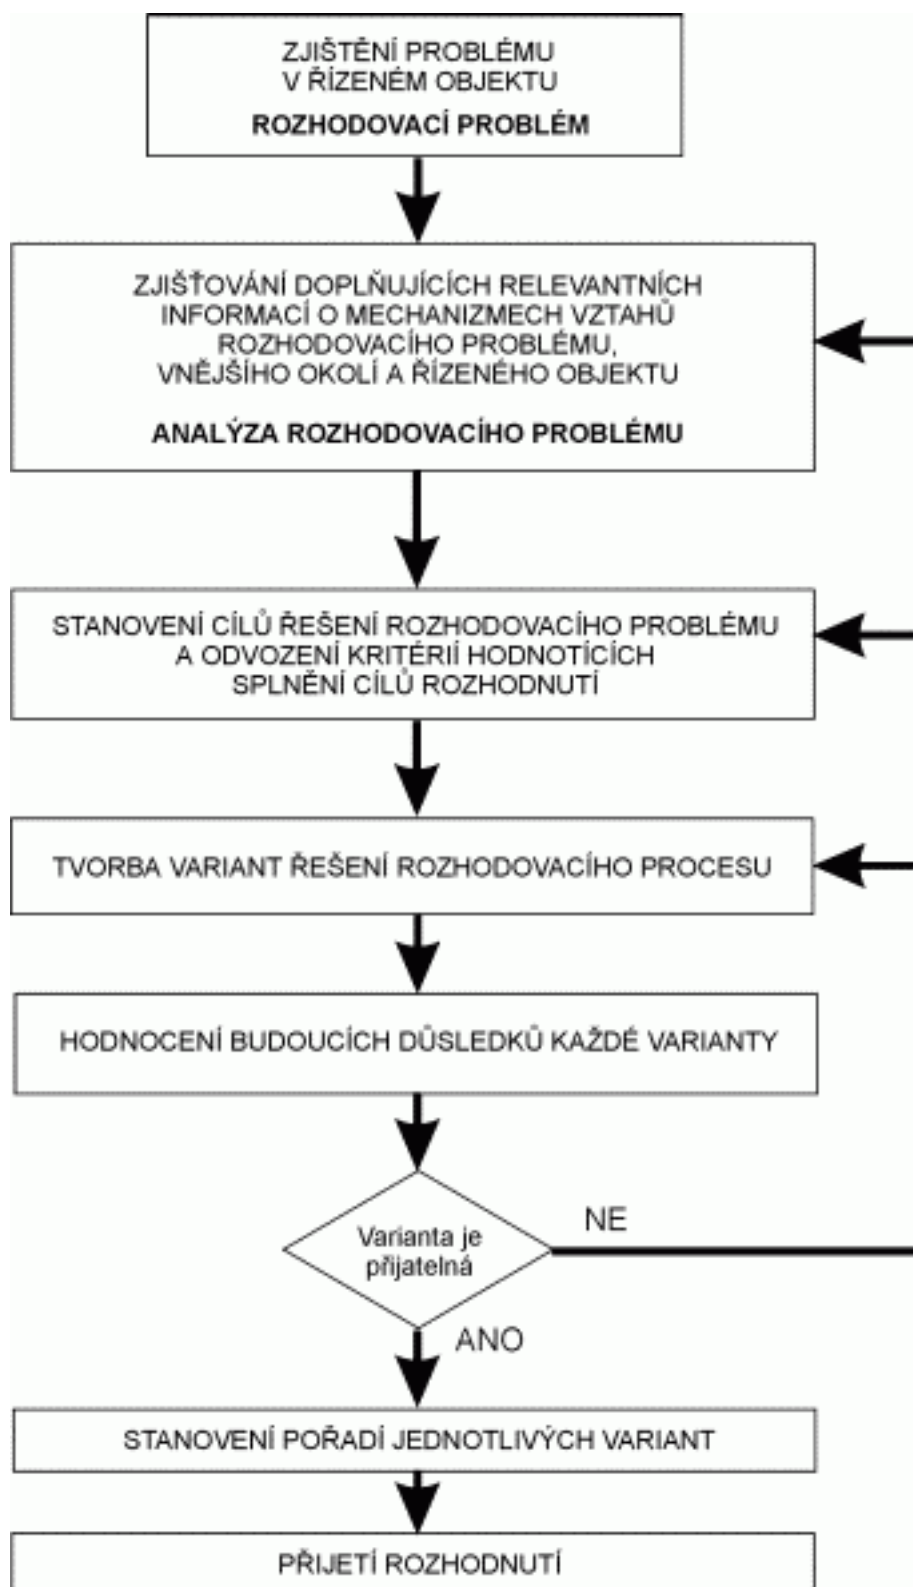 ZJIŠTĚNÍ PROBLÉMU
V ŘÍZENÉM OBJEKTU
ROZHODOVACÍ PROBLÉM
ZJIŠŤOVÁNÍ DOPLŇUJÍCÍCH RELEVANTNÍCH
INFORMACÍ O MECHANIZMECH VZTAHŮ
ROZHODOVACÍHO PROBLÉMU,
VNĚJŠÍHO OKOLÍ A ŘÍZENÉHO OBJEKTU
ANALÝZA ROZHODOVACÍHO PROBLÉMU
STANOVENÍ CÍLŮ ŘEŠENÍ ROZHODOVACÍHO PROBLÉMU
A ODVOZENÍ KRITÉRIÍ HODNOTÍCÍCH
SPLNĚNÍ CÍLŮ ROZHODNUTÍ
TVORBA VARIANT ŘEŠENÍ ROZHODOVACÍHO PROCESU
HODNOCENÍ BUDOUCÍCH DŮSLEDKŮ KAŽDÉ VARIANTY
Varianta je
přijatelná
NE
ANO
STANOVENÍ POŘADÍ JEDNOTLIVÝCH VARIANT
PŘIJETÍ ROZHODNUTÍ